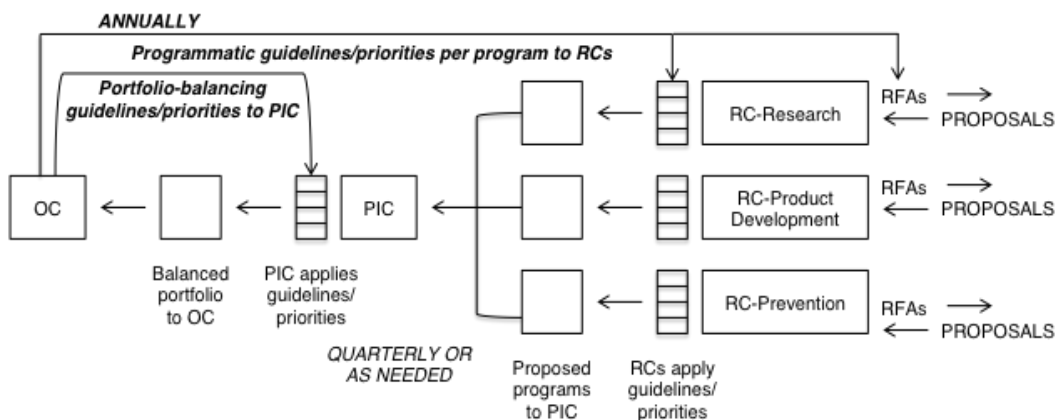 ANNUALLY
Programmatic guidelines/priorities per program to RCs
Portfolio-balancing
guidelines/priorities to PIC
RC-Research
RFAs
PROPOSALS
OC
PIC
RC-Product
Development
RFAs
PROPOSALS
Balanced
portfolio
to OC
PIC applies
guidelines/
priorities
RC-Prevention
RFAs
PROPOSALS
QUARTERLY OR
AS NEEDED
Proposed
programs
to PIC
RCs apply
guidelines/
priorities